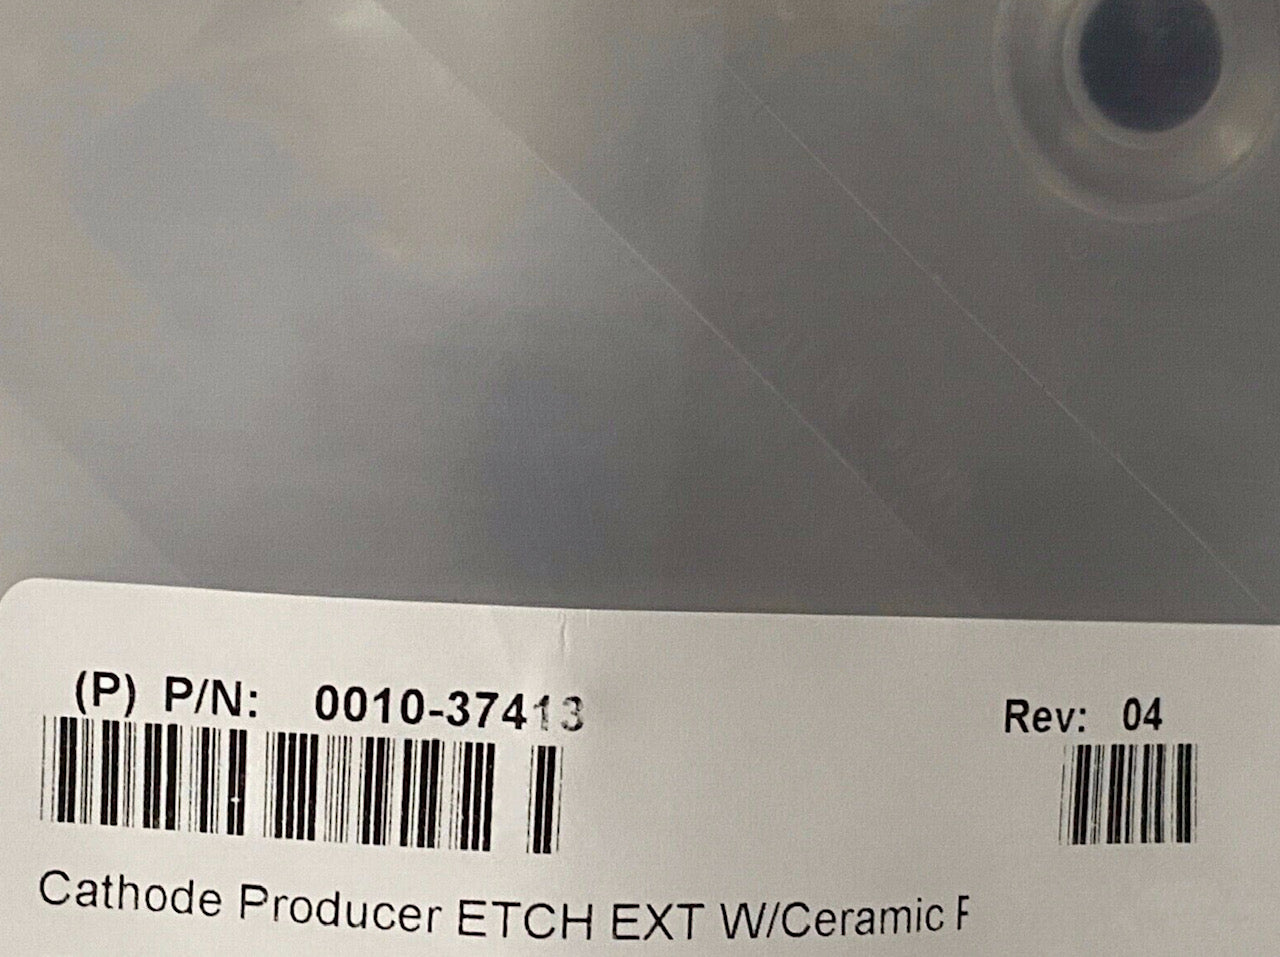 (P) P/N: 0010-37413
Rev: 04
Cathode Producer ETCH EXT W/Ceramic F